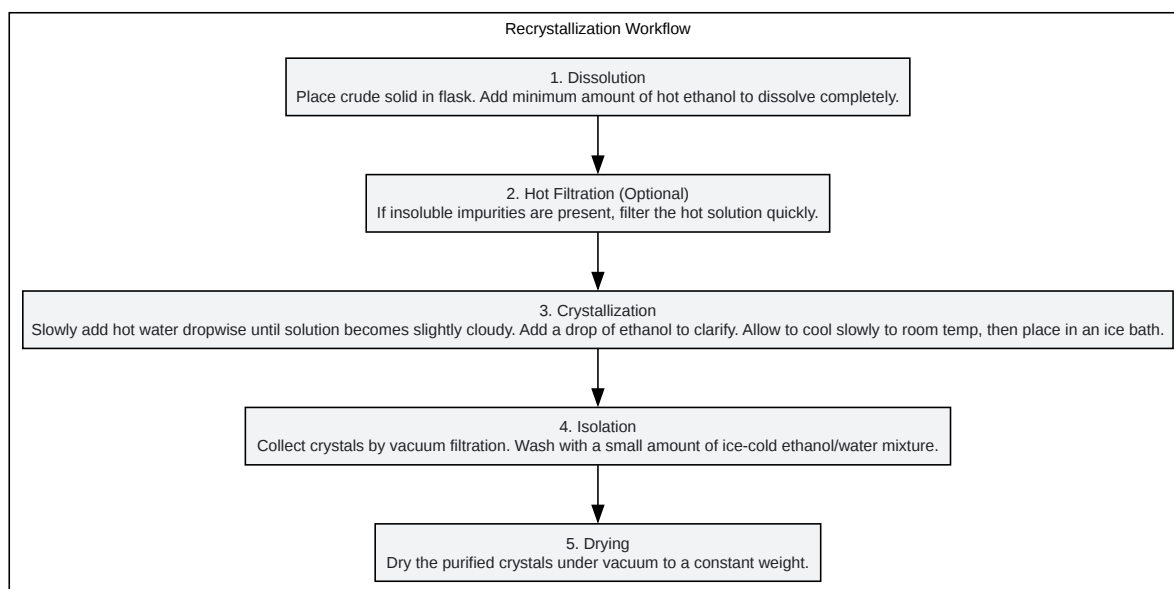 Recrystallization Workflow
1. Dissolution
Place crude solid in flask. Add minimum amount of hot ethanol to dissolve completely.
2. Hot Filtration (Optional)
If insoluble impurities are present, filter the hot solution quickly.
3. Crystallization
Slowly add hot water dropwise until solution becomes slightly cloudy. Add a drop of ethanol to clarify. Allow to cool slowly to room temp, then place in an ice bath.
4. Isolation
Collect crystals by vacuum filtration. Wash with a small amount of ice-cold ethanol/water mixture.
5. Drying
Dry the purified crystals under vacuum to a constant weight.